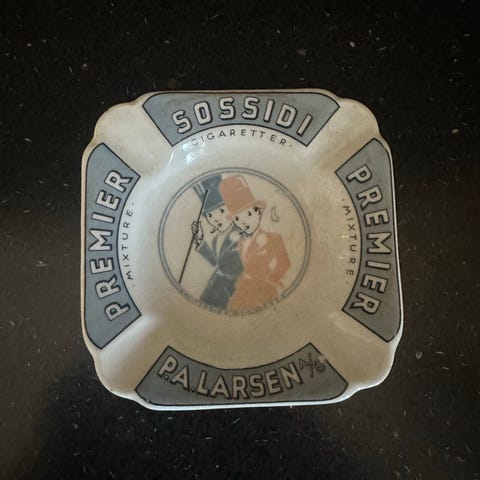 SOSSIDI
CIGARETTER.
PREMIER
MIXTURE.
PREMIER
MIXTURE.
P.A.LARSEN A/S